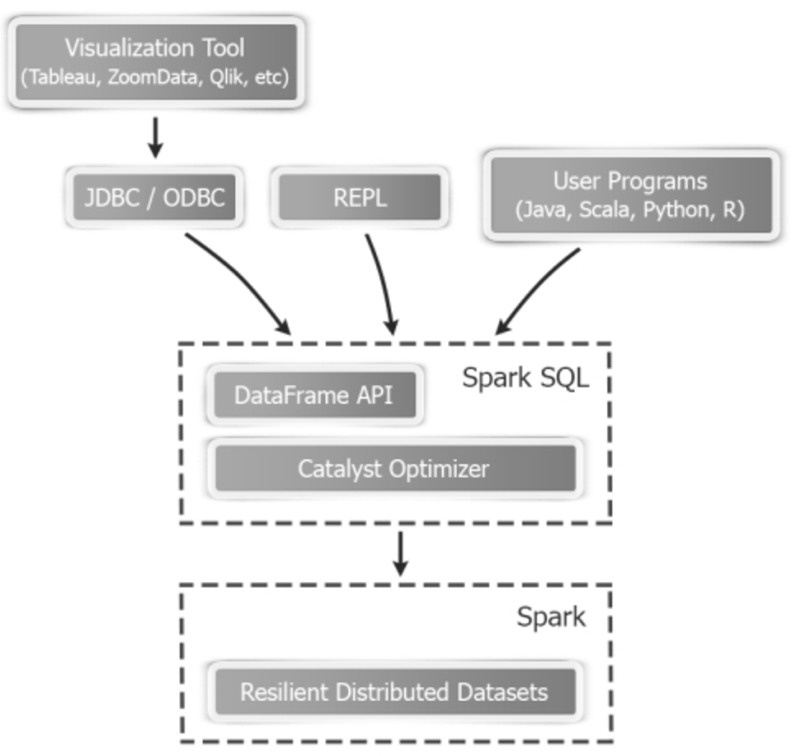 Visualization Tool
(Tableau, ZoomData, Qlik, etc)
JDBC / ODBC
REPL
User Programs
(Java, Scala, Python, R)
Spark SQL
DataFrame API
Catalyst Optimizer
Spark
Resilient Distributed Datasets